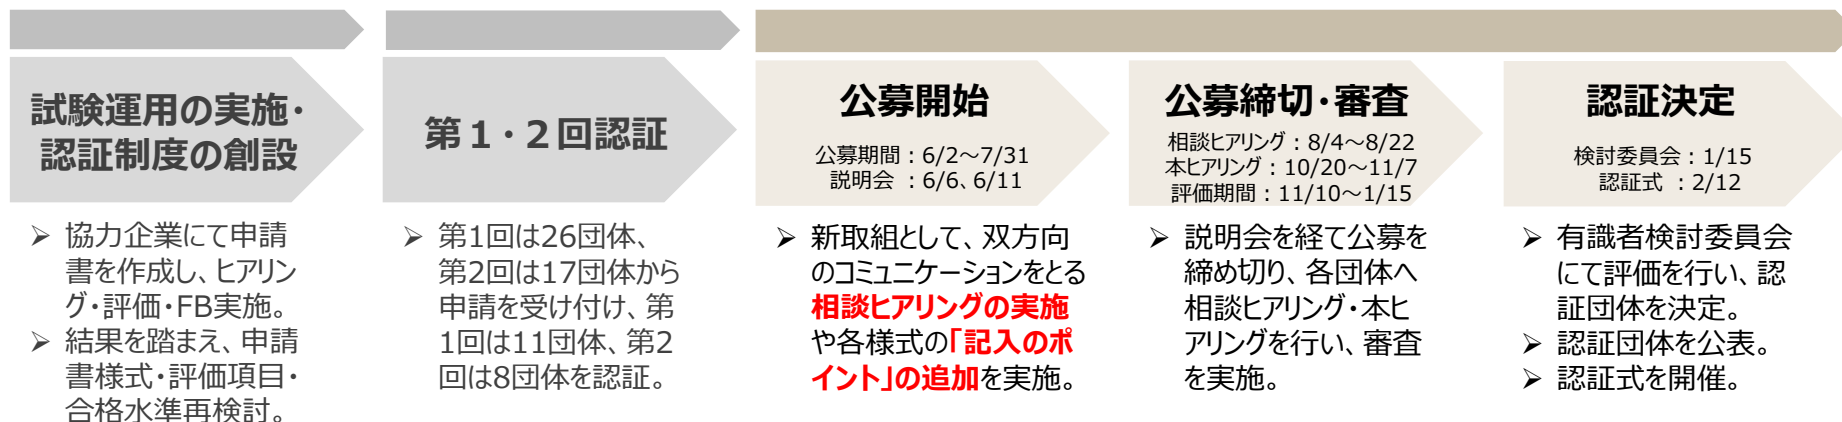 試験運用の実施・
認証制度の創設
➢ 協力企業にて申請
書を作成し、ヒアリン
グ・評価・FB実施。
➢ 結果を踏まえ、申請
書様式・評価項目・
合格水準再検討。
第１・２回認証
➢ 第1回は26団体、
第2回は17団体から
申請を受け付け、第
1回は11団体、第2
回は8団体を認証。
公募開始
公募期間：6/2～7/31
説明会 ：6/6、6/11
➢ 新取組として、双方向
のコミュニケーションをとる
相談ヒアリングの実施
や各様式の「記入のポ
イント」の追加を実施。
公募締切・審査
相談ヒアリング：8/4～8/22
本ヒアリング：10/20～11/7
評価期間：11/10～1/15
➢ 説明会を経て公募を
締め切り、各団体へ
相談ヒアリング・本ヒ
アリングを行い、審査
を実施。
認証決定
検討委員会：1/15
認証式 ：2/12
➢ 有識者検討委員会
にて評価を行い、認
証団体を決定。
➢ 認証団体を公表。
➢ 認証式を開催。